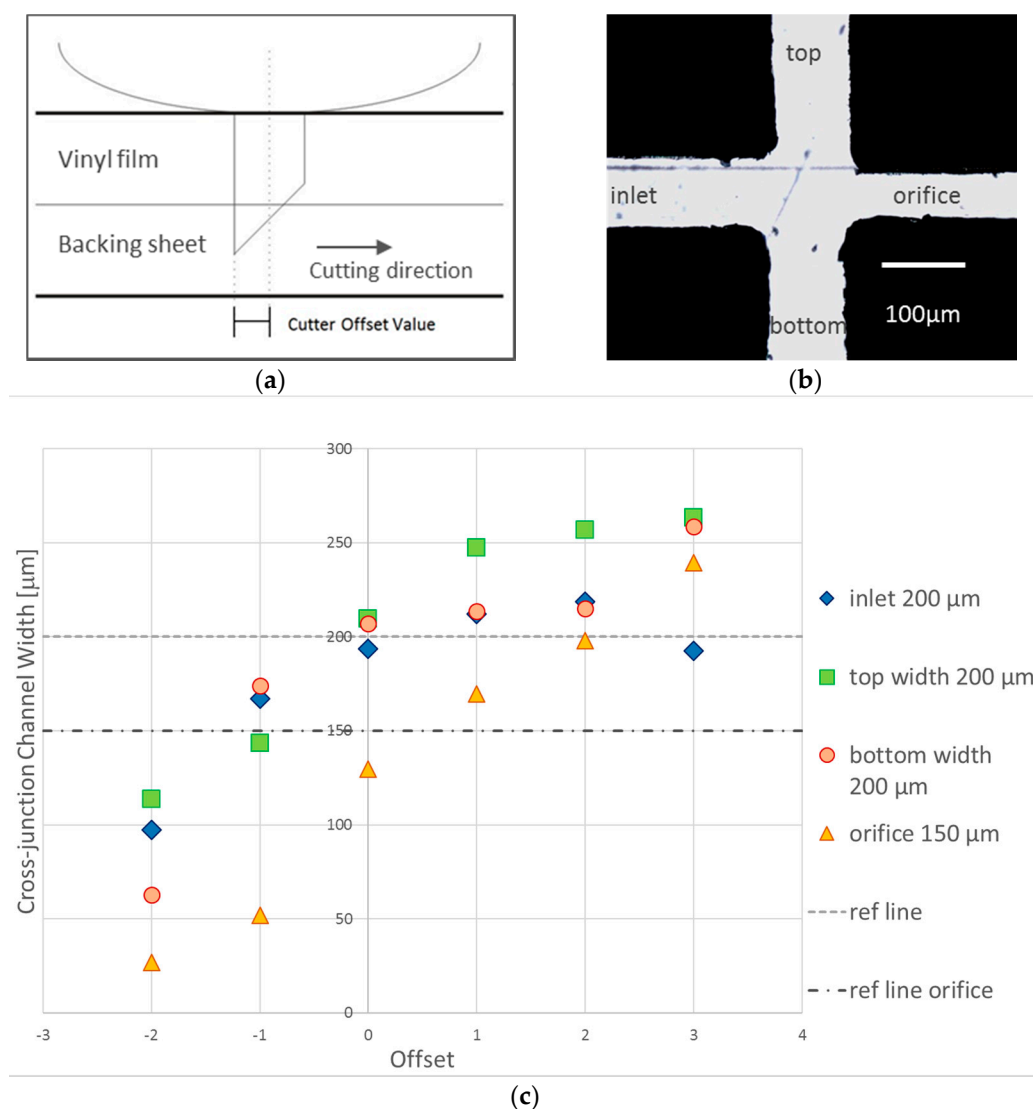 Vinyl film
Backing sheet
Cutting direction
Cutter Offset Value
(a)
top
inlet
orifice
bottom
100µm
(b)
Cross-junction Channel Width [µm]
300
250
200
150
100
50
0
-3 -2 -1 0 1 2 3 4
Offset
inlet 200 µm
top width 200 µm
bottom width
200 µm
orifice 150 µm
ref line
ref line orifice
(c)